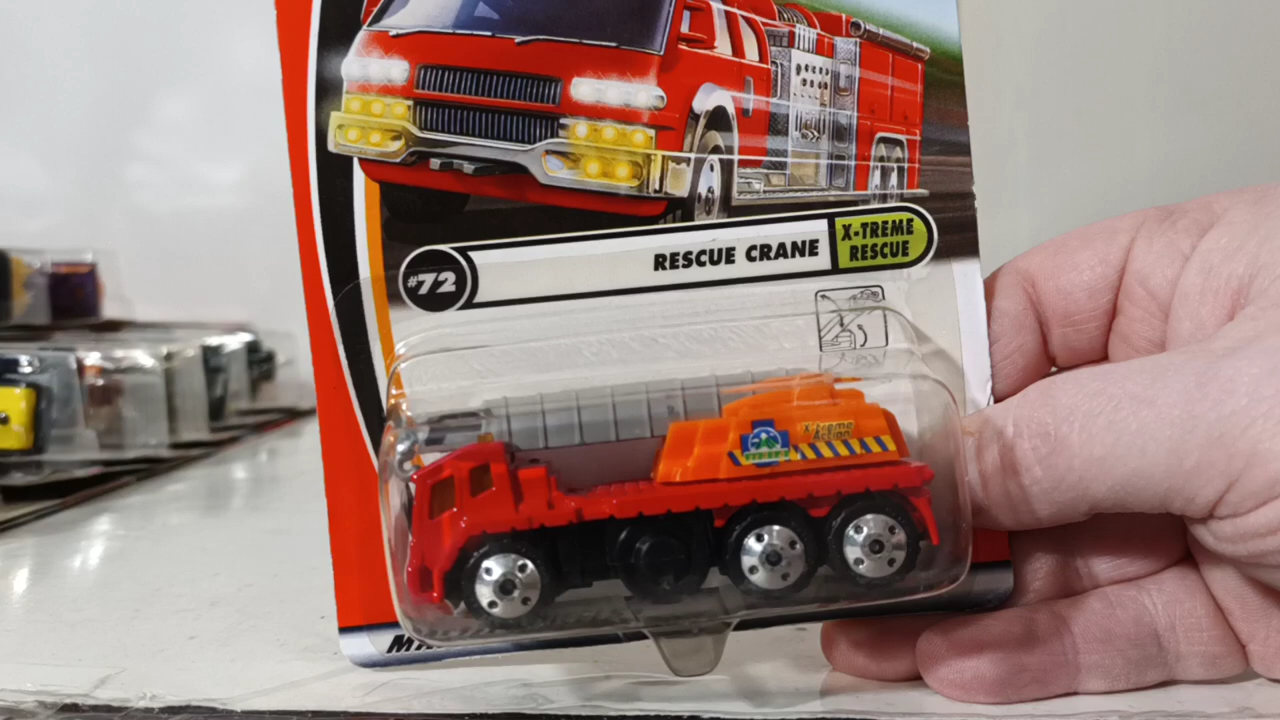 #72
RESCUE CRANE
X-TREME
RESCUE
X-treme
Action